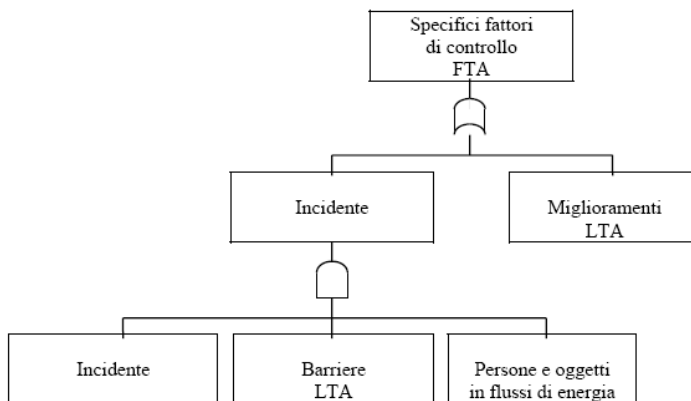 Specifici fattori
di controllo
FTA
Incidente
Miglioramenti
LTA
Incidente
Barriere
LTA
Persone e oggetti
in flussi di energia